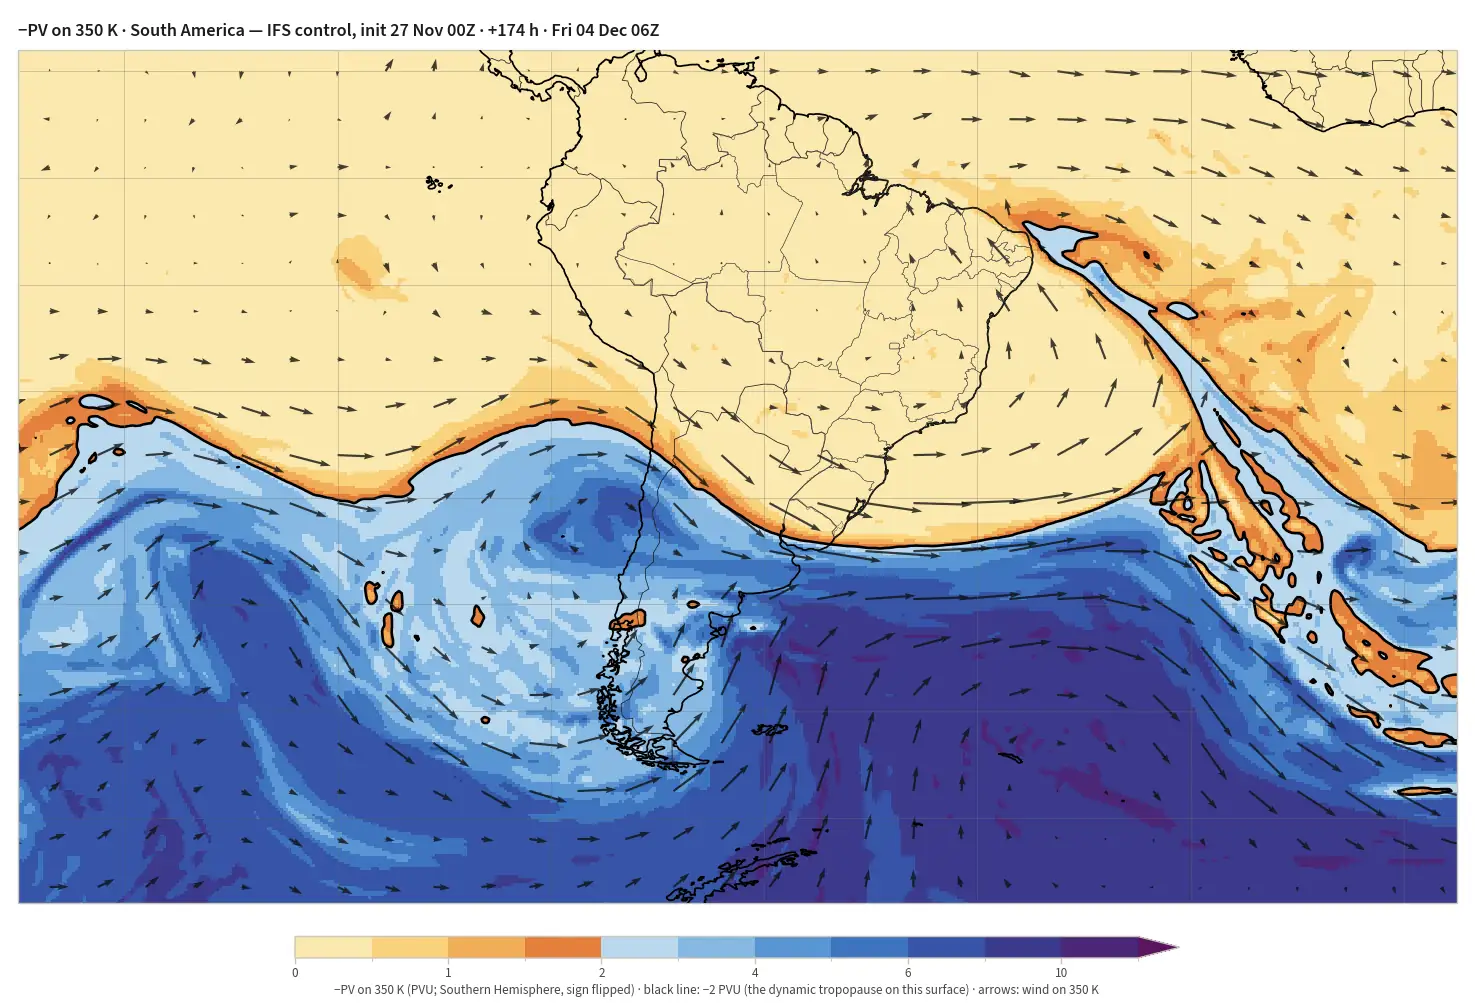 −PV on 350 K · South America — IFS control, init 27 Nov 00Z · +174 h · Fri 04 Dec 06Z
0 1 2 4 6 10
−PV on 350 K (PVU; Southern Hemisphere, sign flipped) · black line: −2 PVU (the dynamic tropopause on this surface) · arrows: wind on 350 K